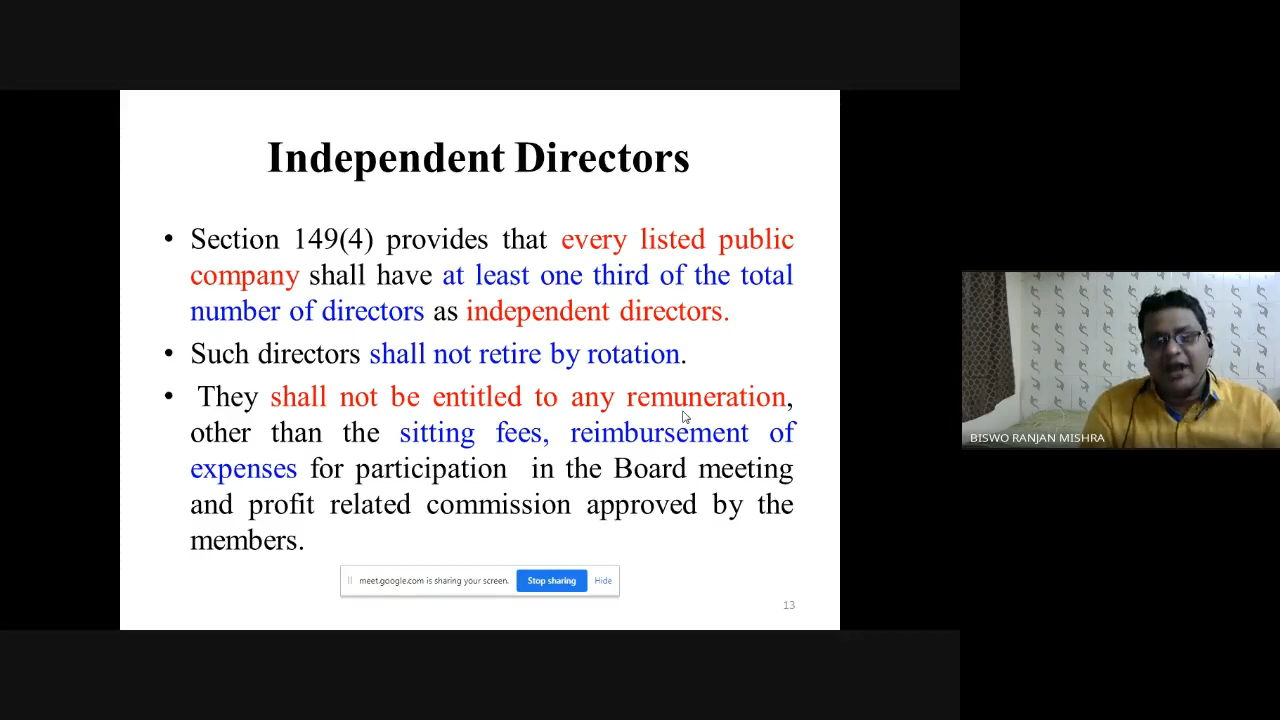 Independent Directors
• Section 149(4) provides that every listed public
company shall have at least one third of the total
number of directors as independent directors.
• Such directors shall not retire by rotation.
• They shall not be entitled to any remuneration,
other than the sitting fees, reimbursement of
expenses for participation in the Board meeting
and profit related commission approved by the
members.
meet.google.com is sharing your screen. Stop sharing Hide
13
BISWO RANJAN MISHRA